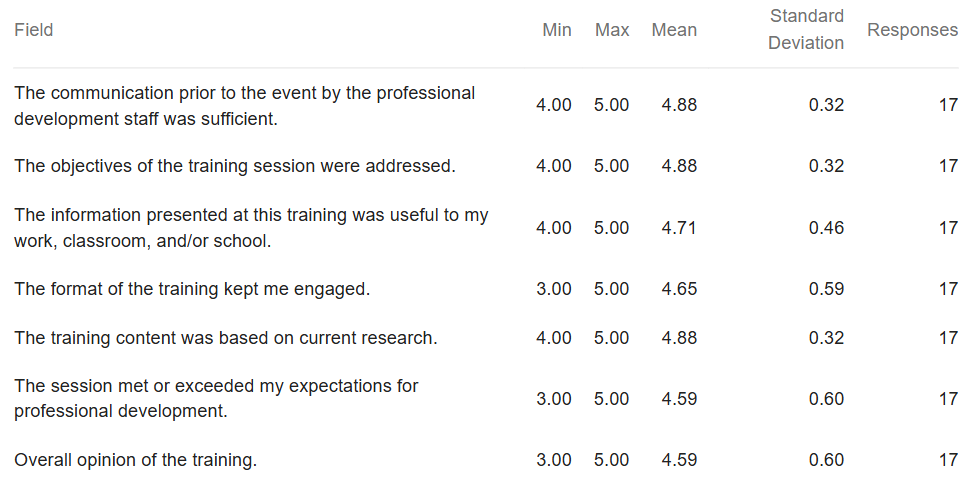 Field Min Max Mean Standard Deviation Responses
The communication prior to the event by the professional
development staff was sufficient. 4.00 5.00 4.88 0.32 17
The objectives of the training session were addressed. 4.00 5.00 4.88 0.32 17
The information presented at this training was useful to my
work, classroom, and/or school. 4.00 5.00 4.71 0.46 17
The format of the training kept me engaged. 3.00 5.00 4.65 0.59 17
The training content was based on current research. 4.00 5.00 4.88 0.32 17
The session met or exceeded my expectations for
professional development. 3.00 5.00 4.59 0.60 17
Overall opinion of the training. 3.00 5.00 4.59 0.60 17